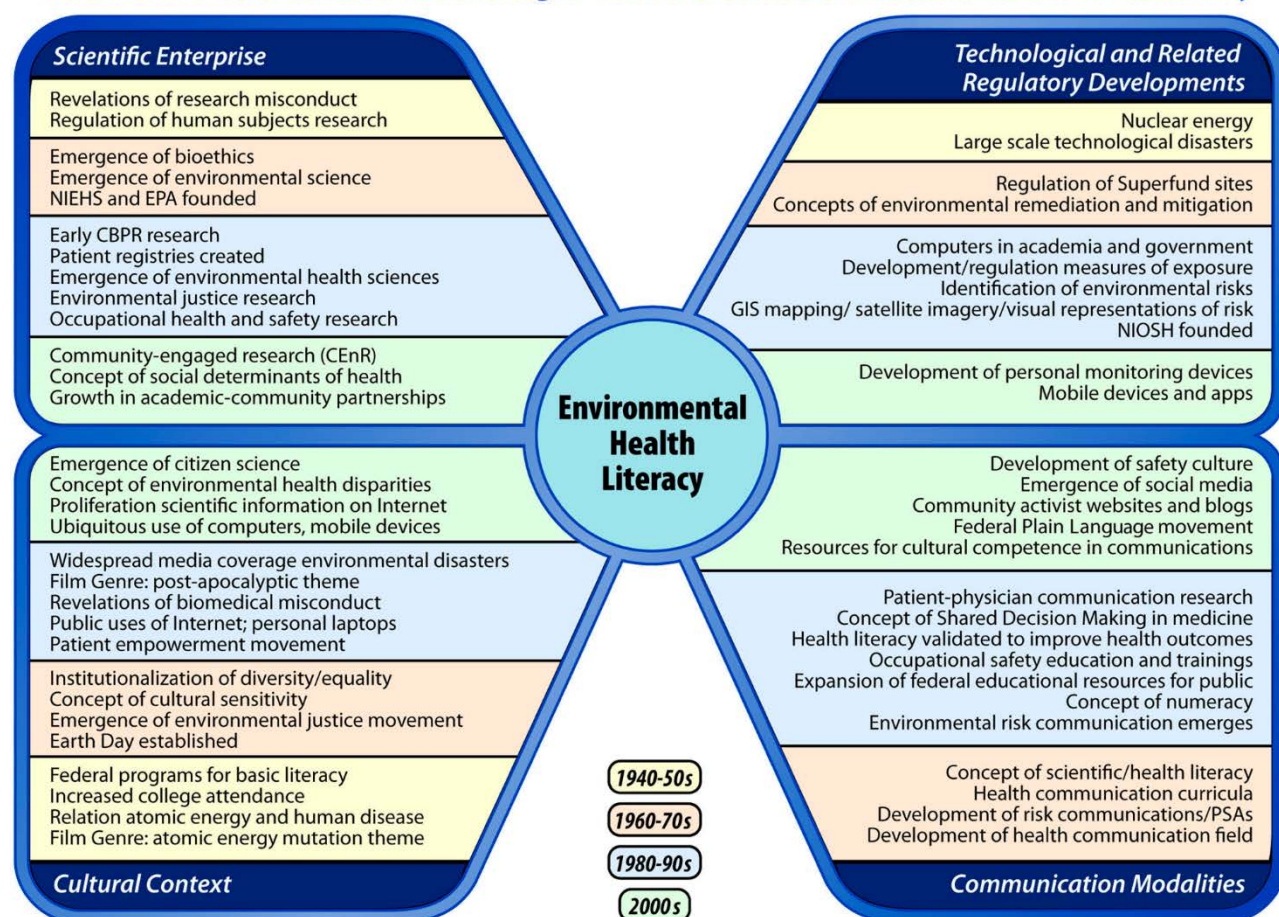 Scientific Enterprise
Revelations of research misconduct
Regulation of human subjects research
Emergence of bioethics
Emergence of environmental science
NIEHS and EPA founded
Early CBPR research
Patient registries created
Emergence of environmental health sciences
Environmental justice research
Occupational health and safety research
Community-engaged research (CEnR)
Concept of social determinants of health
Growth in academic-community partnerships
Technological and Related
Regulatory Developments
Nuclear energy
Large scale technological disasters
Regulation of Superfund sites
Concepts of environmental remediation and mitigation
Computers in academia and government
Development/regulation measures of exposure
Identification of environmental risks
GIS mapping/ satellite imagery/visual representations of risk
NIOSH founded
Development of personal monitoring devices
Mobile devices and apps
Environmental
Health
Literacy
Emergence of citizen science
Concept of environmental health disparities
Proliferation scientific information on Internet
Ubiquitous use of computers, mobile devices
Widespread media coverage environmental disasters
Film Genre: post-apocalyptic theme
Revelations of biomedical misconduct
Public uses of Internet; personal laptops
Patient empowerment movement
Institutionalization of diversity/equality
Concept of cultural sensitivity
Emergence of environmental justice movement
Earth Day established
Federal programs for basic literacy
Increased college attendance
Relation atomic energy and human disease
Film Genre: atomic energy mutation theme
Cultural Context
Development of safety culture
Emergence of social media
Community activist websites and blogs
Federal Plain Language movement
Resources for cultural competence in communications
Patient-physician communication research
Concept of Shared Decision Making in medicine
Health literacy validated to improve health outcomes
Occupational safety education and trainings
Expansion of federal educational resources for public
Concept of numeracy
Environmental risk communication emerges
Concept of scientific/health literacy
Health communication curricula
Development of risk communications/PSAs
Development of health communication field
Communication Modalities
1940-50s
1960-70s
1980-90s
2000s